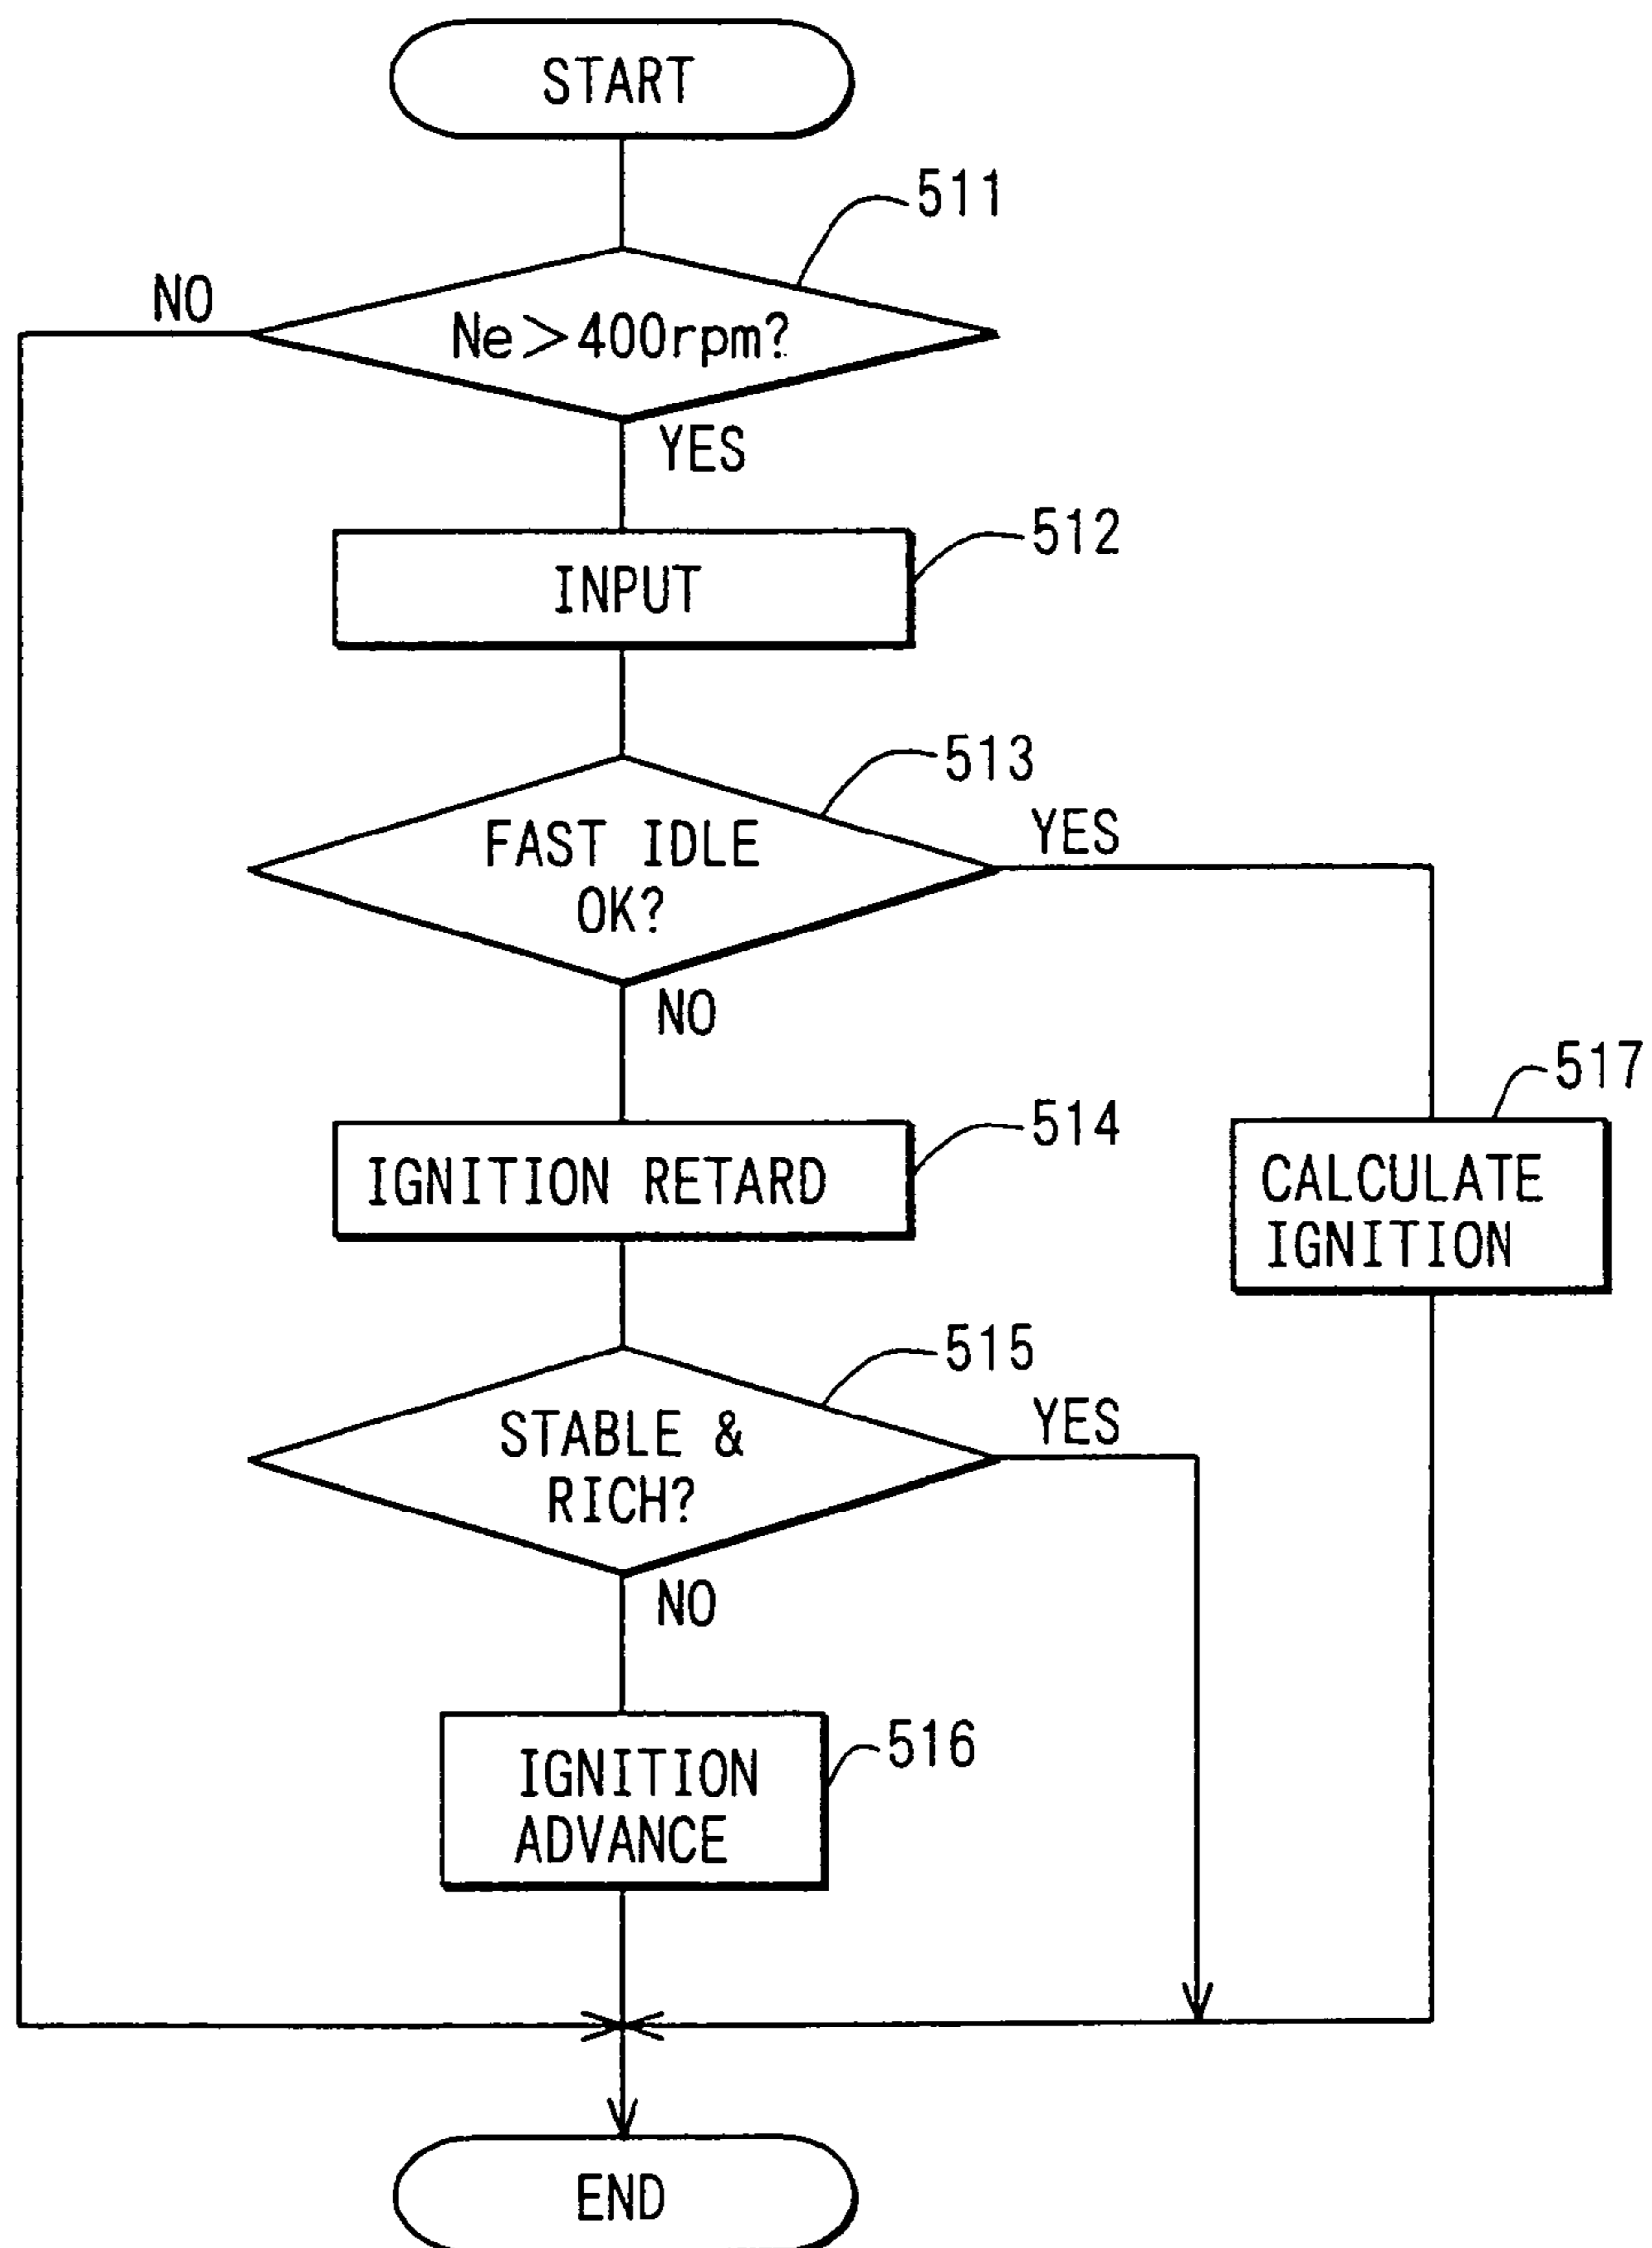 START
511
NO
Ne>400rpm?
YES
512
INPUT
513
FAST IDLE
OK?
YES
NO
514
IGNITION RETARD
517
CALCULATE
IGNITION
515
STABLE &
RICH?
YES
NO
516
IGNITION
ADVANCE
END